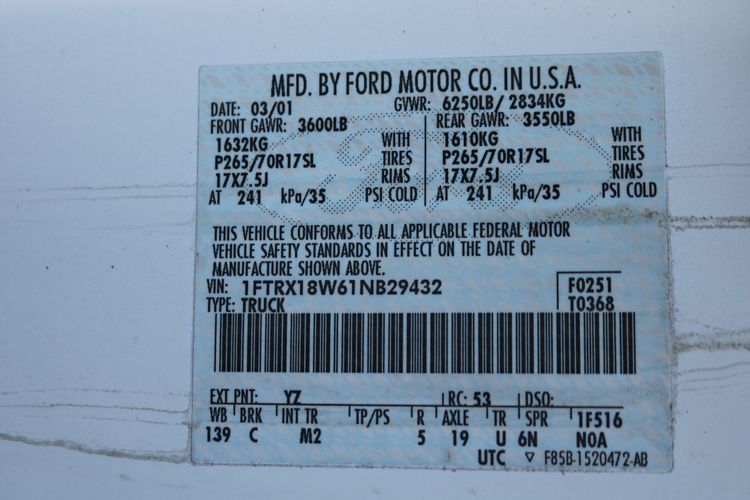 MFD. BY FORD MOTOR CO. IN U.S.A.
DATE: 03/01 GVWR: 6250LB/ 2834KG
FRONT GAWR: 3600LB REAR GAWR: 3550LB
1632KG WITH 1610KG WITH
P265/70R17SL TIRES P265/70R17SL TIRES
17X7.5J RIMS 17X7.5J RIMS
AT 241 kPa/35 PSI COLD AT 241 kPa/35 PSI COLD
THIS VEHICLE CONFORMS TO ALL APPLICABLE FEDERAL MOTOR
VEHICLE SAFETY STANDARDS IN EFFECT ON THE DATE OF
MANUFACTURE SHOWN ABOVE.
VIN: 1FTRX18W61NB29432 F0251
TYPE: TRUCK T0368
EXT PNT: YZ RC: 53 DSO:
WB BRK INT TR TP/PS R AXLE TR SPR 1F516
139 C M2 5 19 U 6N N0A
UTC ▽ F85B-1520472-AB